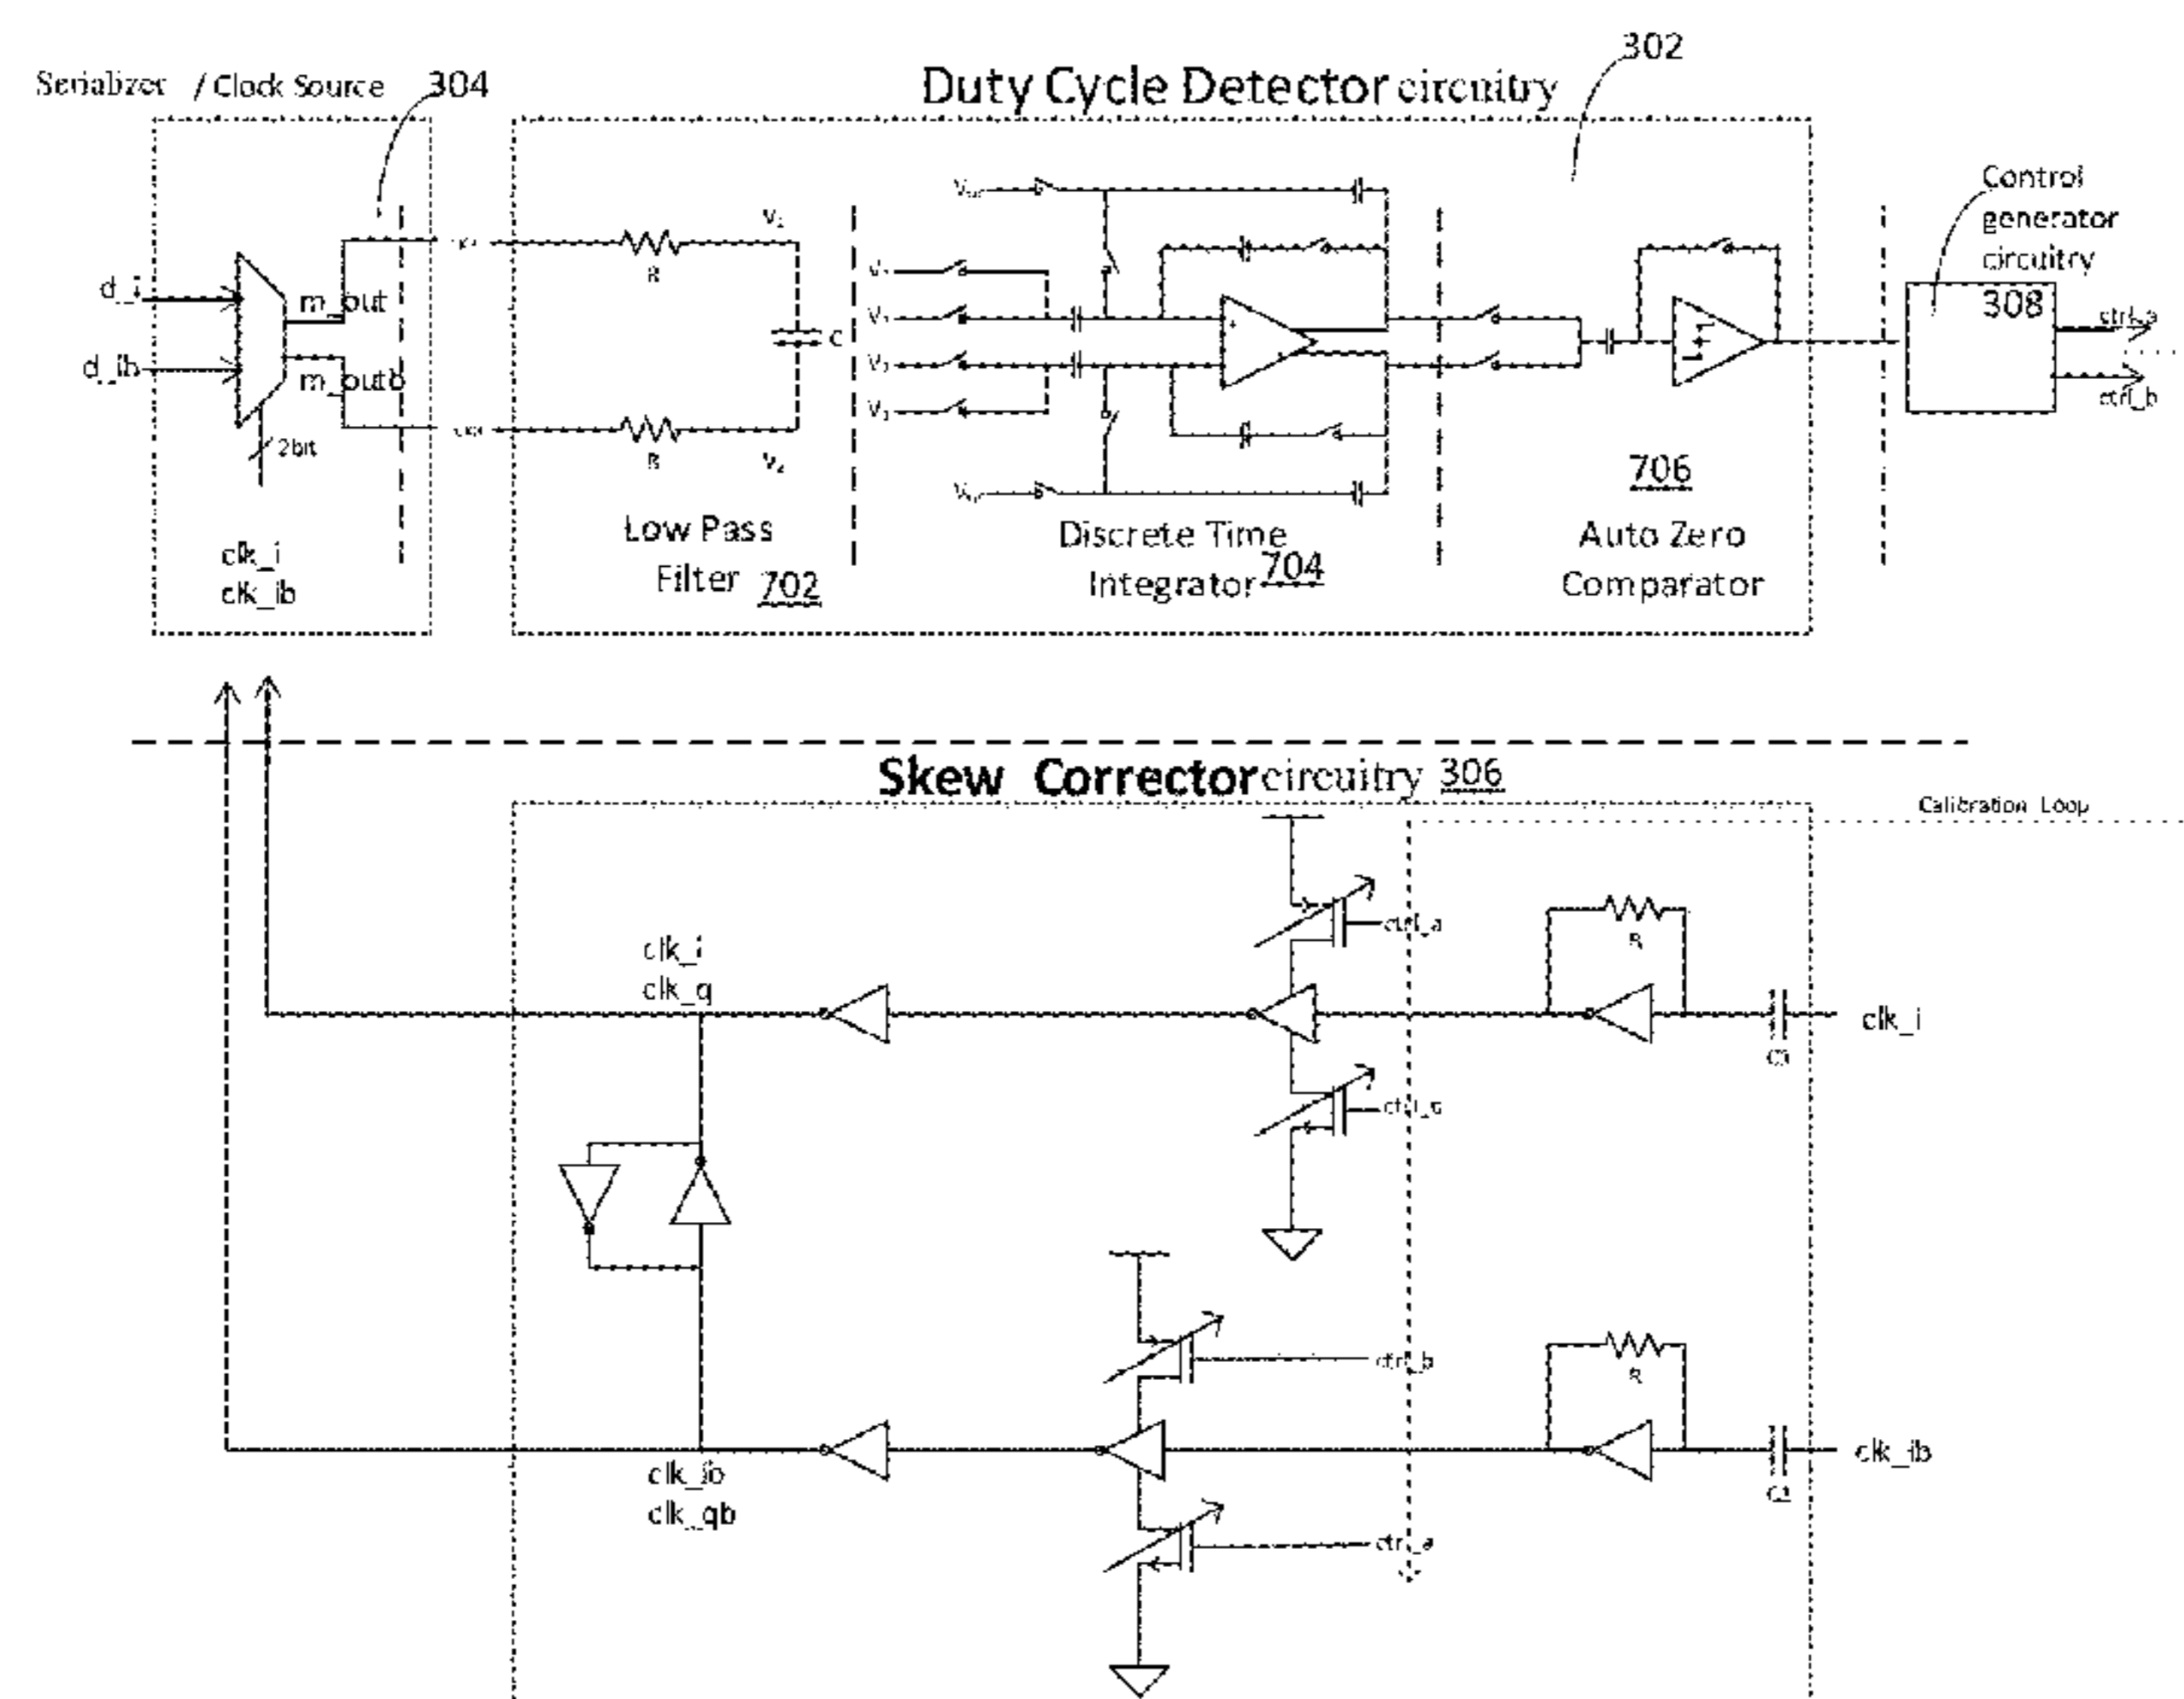 302
Serializer / Clock Source 304
Duty Cycle Detector circuitry
Control
generator
circuitry
308
d_i
m_out
d_ib
m_outb
2bit
clk_i
clk_ib
R
V₁
C
R
V₂
Low Pass
Filter 702
Discrete Time
Integrator 704
706
Auto Zero
Comparator
ctrl_a
ctrl_b
Skew Corrector circuitry 306
Calibration Loop
clk_i
clk_q
ctrl_a
R
clk_i
ctrl_b
R
clk_ib
clk_ib
clk_qb
ctrl_a